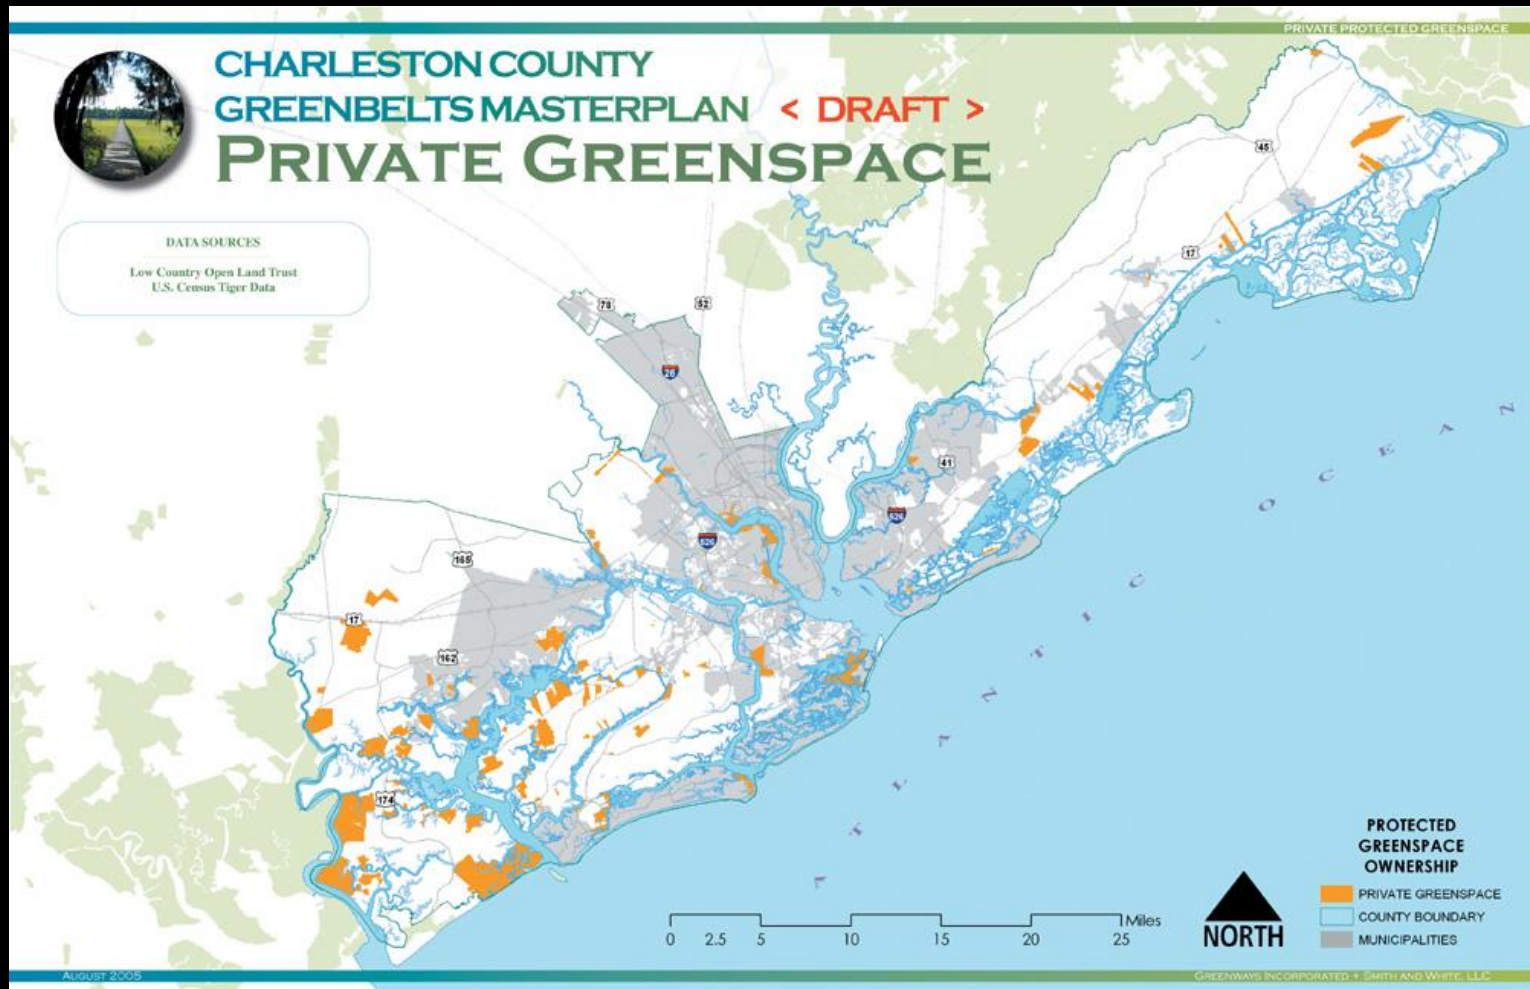 PRIVATE PROTECTED GREENSPACE
CHARLESTON COUNTY
GREENBELTS MASTERPLAN < DRAFT >
PRIVATE GREENSPACE
DATA SOURCES
Low Country Open Land Trust
U.S. Census Tiger Data
45
17
78
52
26
41
526
526
165
17
162
174
ATLANTIC OCEAN
PROTECTED
GREENSPACE
OWNERSHIP
PRIVATE GREENSPACE
COUNTY BOUNDARY
MUNICIPALITIES
NORTH
Miles
0 2.5 5 10 15 20 25
AUGUST 2005
GREENWAYS INCORPORATED + SMITH AND WHITE, LLC